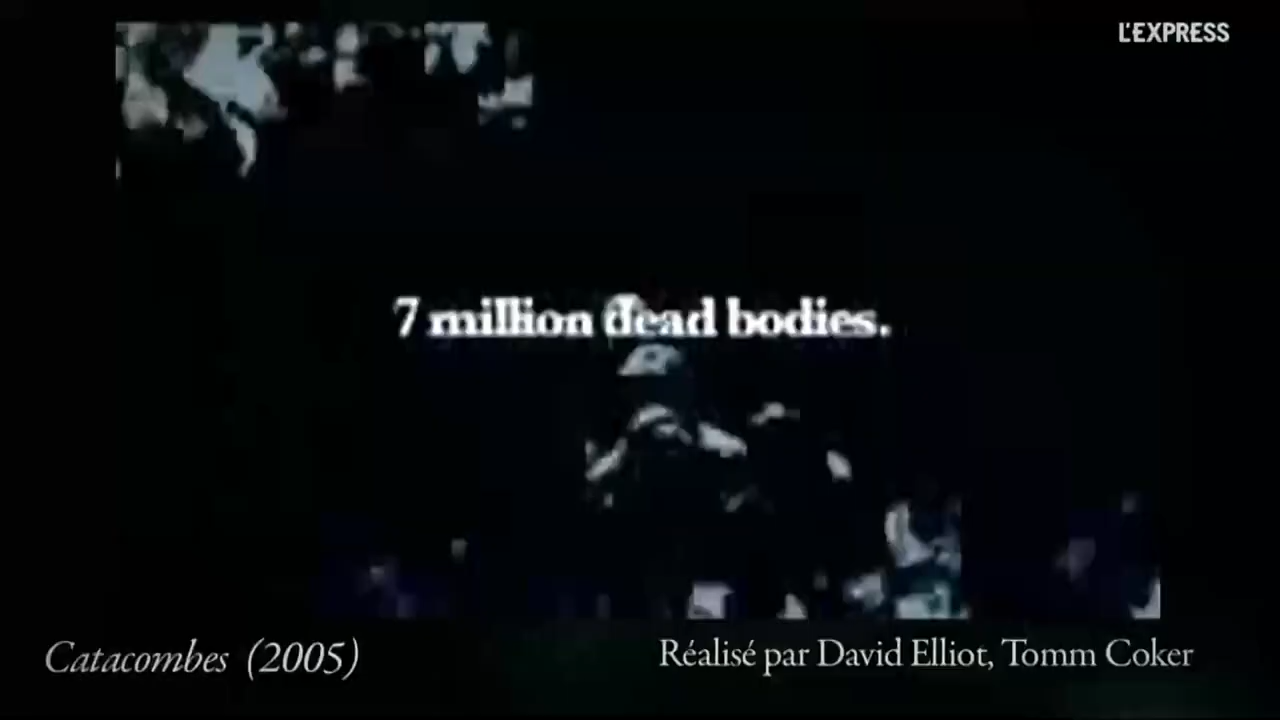 L'EXPRESS
7 million dead bodies.
Catacombes (2005)
Réalisé par David Elliot, Tomm Coker